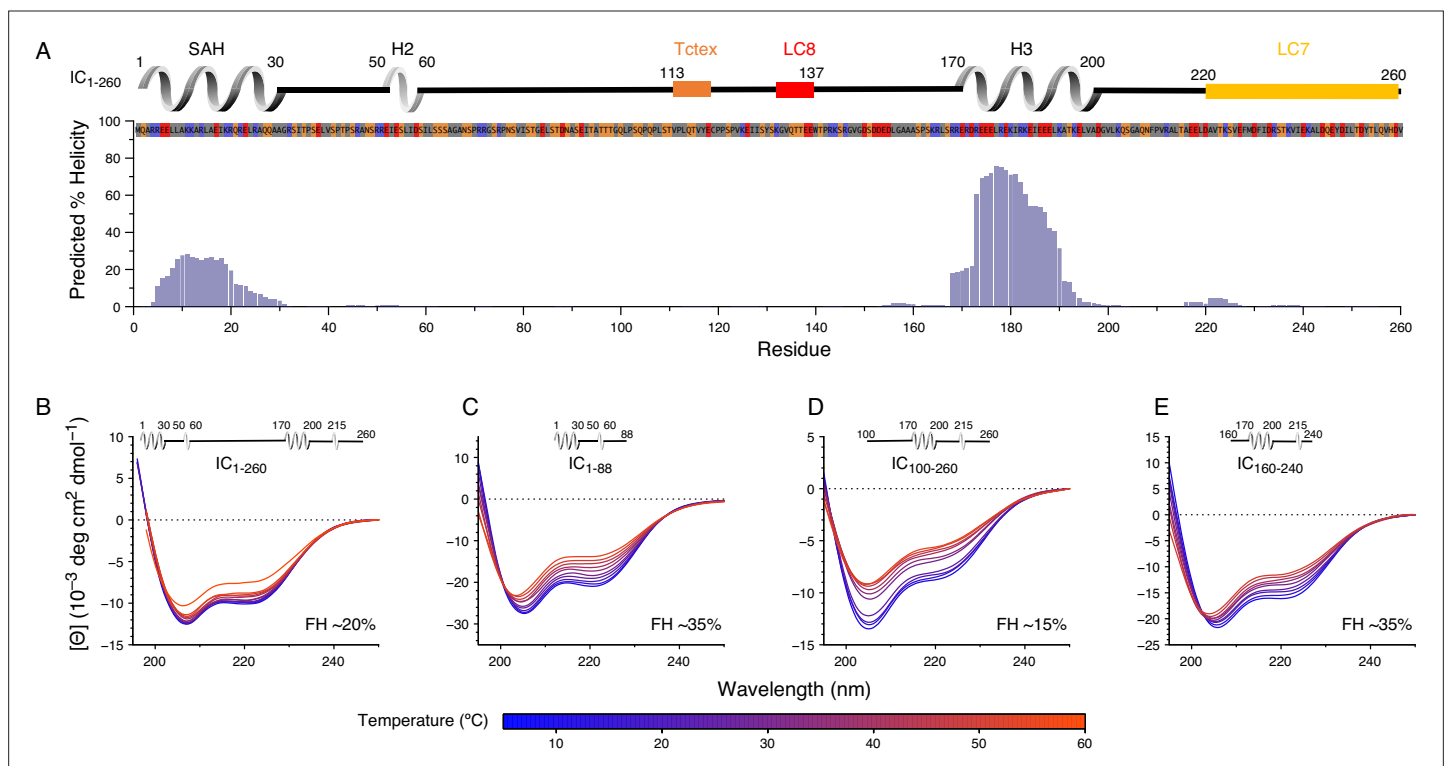 A
SAH H2 Tctex LC8 H3 LC7
1 30 50 60 113 137 170 200 220 260
IC1-260
MQARREELLAKKARLAEIKRQRELRAQQAAGRSITPSELVSPTPSRANSRREIESLIDSILSSSAGANSPRRGSRPNSVISTGELSTDNASEITATTTGQLPSQPQPLSTVPLQTVYECPPSPVKEIISYSKGVQTTEEWTPRKSRGVGDSDDEDLGAAASPSKRLSRRERDREEELREKIRKEIEEELKATKELVADGVLKQSGAQNFPVRALTAEELDAVTKSVEFMDFIDRSTKVIEKALDQEYDILTDYTLQVHDV
Predicted % Helicity
100
80
60
40
20
0
0 20 40 60 80 100 120 140 160 180 200 220 240 260
Residue
B
1 30 50 60 170 200 215 260
IC1-260
[Θ] (10−3 deg cm2 dmol−1)
10
5
0
−5
−10
−15
FH ~20%
200 220 240
C
1 30 50 60 88
IC1-88
10
0
−10
−20
−30
FH ~35%
200 220 240
D
100 170 200 215 260
IC100-260
5
0
−5
−10
15
FH ~15%
200 220 240
E
160 170 200 215 240
IC160-240
15
10
5
0
−5
−10
−15
−20
−25
FH ~35%
200 220 240
Wavelength (nm)
Temperature (ºC)
10 20 30 40 50 60